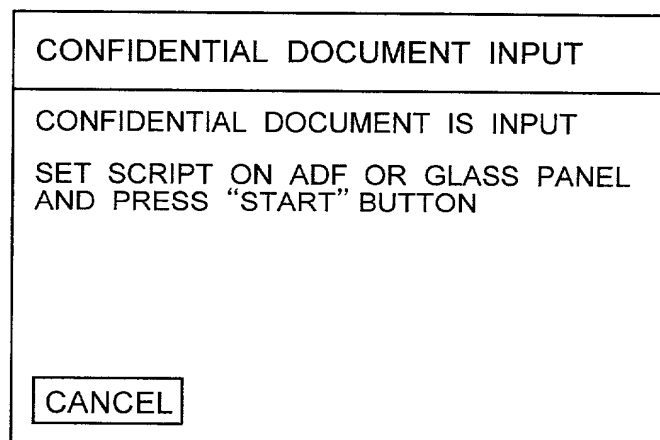 CONFIDENTIAL DOCUMENT INPUT
CONFIDENTIAL DOCUMENT IS INPUT
SET SCRIPT ON ADF OR GLASS PANEL
AND PRESS “START” BUTTON
CANCEL